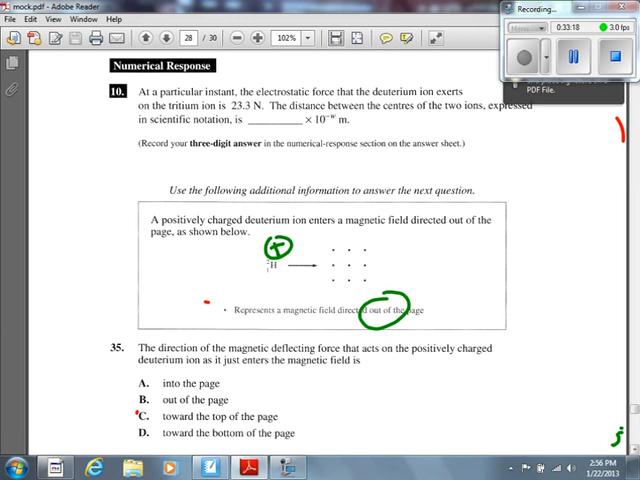 mock.pdf - Adobe Reader
File Edit View Window Help
28 / 30 102%
Recording...
Menu 0:33:18 3.0 fps
PDF File.
Numerical Response
10. At a particular instant, the electrostatic force that the deuterium ion exerts
on the tritium ion is 23.3 N. The distance between the centres of the two ions, expressed
in scientific notation, is __________ × 10⁻ʷ m.
(Record your three-digit answer in the numerical-response section on the answer sheet.)
Use the following additional information to answer the next question.
A positively charged deuterium ion enters a magnetic field directed out of the
page, as shown below.
+
²₁H
• Represents a magnetic field directed out of the page
35. The direction of the magnetic deflecting force that acts on the positively charged
deuterium ion as it just enters the magnetic field is
A. into the page
B. out of the page
C. toward the top of the page
D. toward the bottom of the page
2:56 PM
1/22/2013